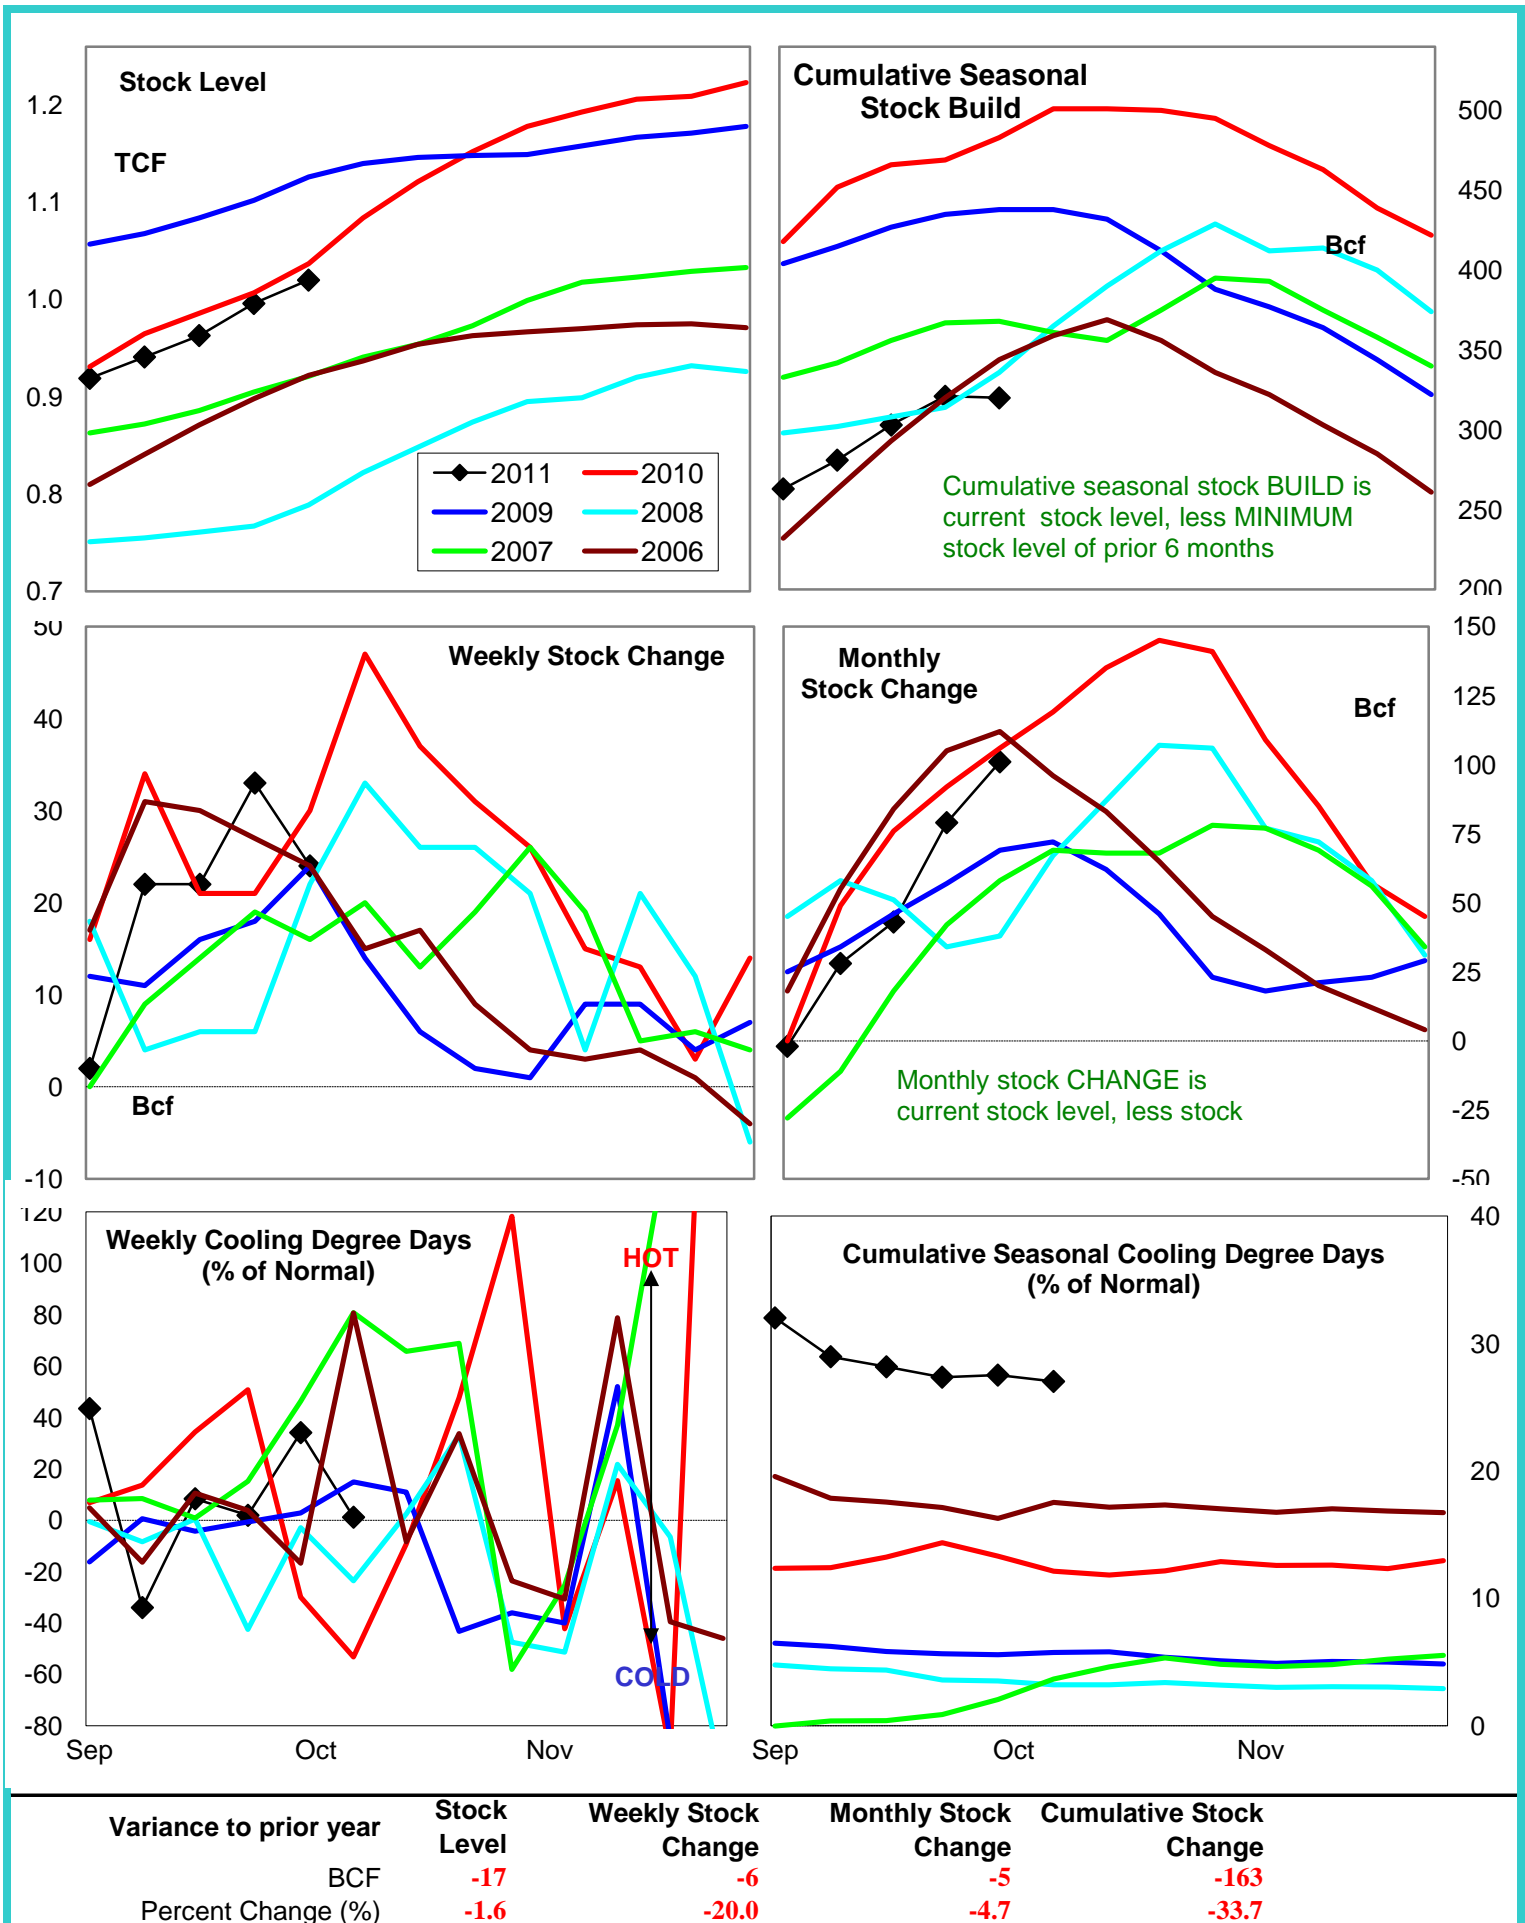 Stock Level
TCF
1.2
1.1
1.0
0.9
0.8
0.7
2011
2010
2009
2008
2007
2006
Cumulative Seasonal
Stock Build
Bcf
500
450
400
350
300
250
200
Cumulative seasonal stock BUILD is
current stock level, less MINIMUM
stock level of prior 6 months
Weekly Stock Change
50
40
30
20
10
0
-10
Bcf
Monthly
Stock Change
Bcf
150
125
100
75
50
25
0
-25
-50
Monthly stock CHANGE is
current stock level, less stock
Weekly Cooling Degree Days
(% of Normal)
HOT
COLD
120
100
80
60
40
20
0
-20
-40
-60
-80
Sep Oct Nov
Cumulative Seasonal Cooling Degree Days
(% of Normal)
40
30
20
10
0
Sep Oct Nov
Variance to prior year
Stock
Level
Weekly Stock
Change
Monthly Stock
Change
Cumulative Stock
Change
BCF -17 -6 -5 -163
Percent Change (%) -1.6 -20.0 -4.7 -33.7